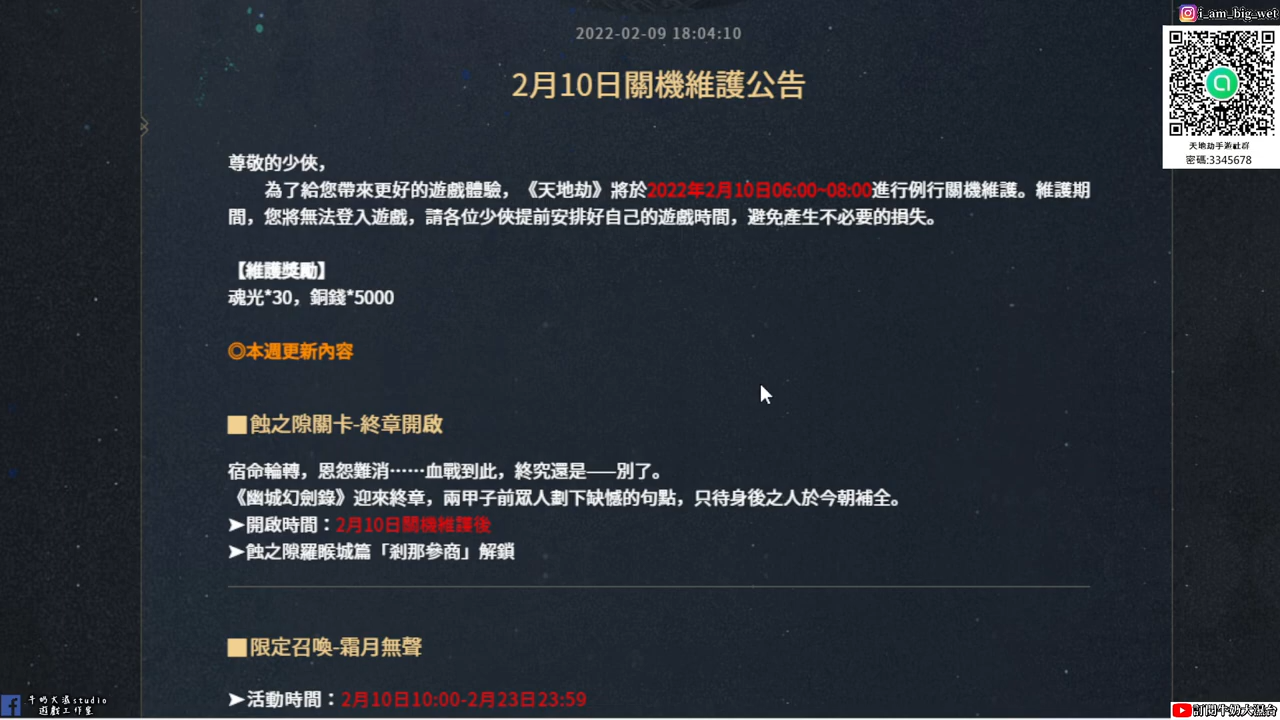 i_am_big_wet
2022-02-09 18:04:10
2月10日關機維護公告
天地劫手遊社群
密碼:3345678
尊敬的少俠，
為了給您帶來更好的遊戲體驗，《天地劫》將於2022年2月10日06:00~08:00進行例行關機維護。維護期
間，您將無法登入遊戲，請各位少俠提前安排好自己的遊戲時間，避免產生不必要的損失。
【維護獎勵】
魂光*30，銅錢*5000
◎本週更新內容
■蝕之隙關卡-終章開啟
宿命輪轉，恩怨難消……血戰到此，終究還是——別了。
《幽城幻劍錄》迎來終章，兩甲子前眾人劃下缺憾的句點，只待身後之人於今朝補全。
➤開啟時間：2月10日關機維護後
➤蝕之隙羅睺城篇「剎那參商」解鎖
■限定召喚-霜月無聲
➤活動時間：2月10日10:00-2月23日23:59
牛奶大濕studio
遊戲工作室
訂閱牛奶大濕台